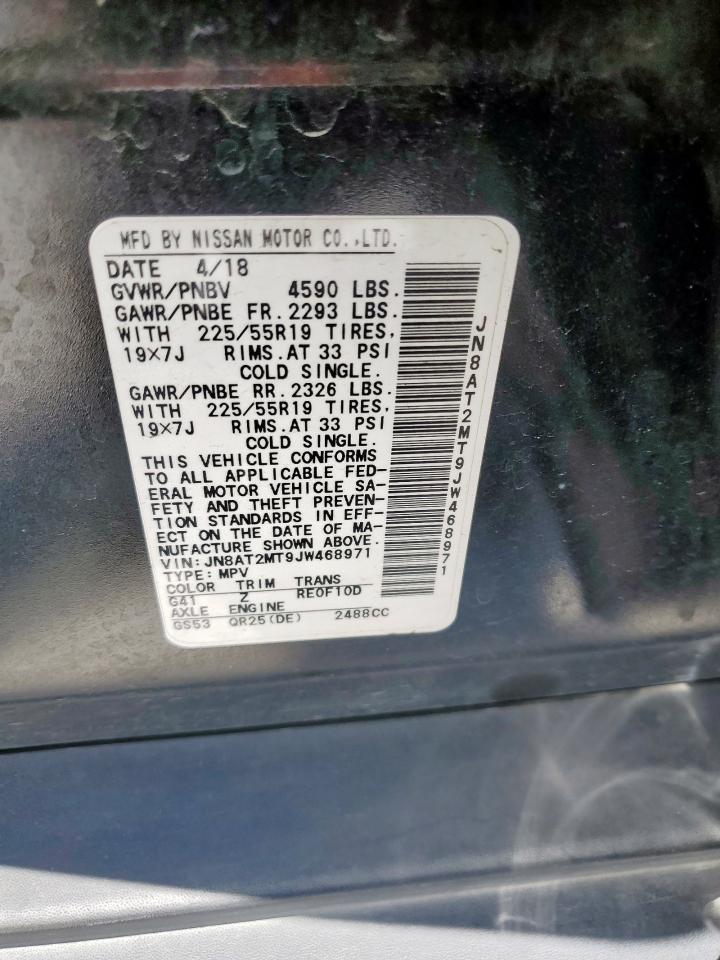 MFD BY NISSAN MOTOR CO.,LTD.
DATE 4/18
GVWR/PNBV 4590 LBS.
GAWR/PNBE FR.2293 LBS.
WITH 225/55R19 TIRES,
19×7J RIMS.AT 33 PSI
COLD SINGLE.
GAWR/PNBE RR.2326 LBS.
WITH 225/55R19 TIRES,
19×7J RIMS.AT 33 PSI
COLD SINGLE.
THIS VEHICLE CONFORMS
TO ALL APPLICABLE FED-
ERAL MOTOR VEHICLE SA-
FETY AND THEFT PREVEN-
TION STANDARDS IN EFF-
ECT ON THE DATE OF MA-
NUFACTURE SHOWN ABOVE.
VIN:JN8AT2MT9JW468971
TYPE:MPV
COLOR TRIM TRANS
G41 Z RE0F10D
AXLE ENGINE
GS53 QR25(DE) 2488CC
JN8AT2MT9JW468971